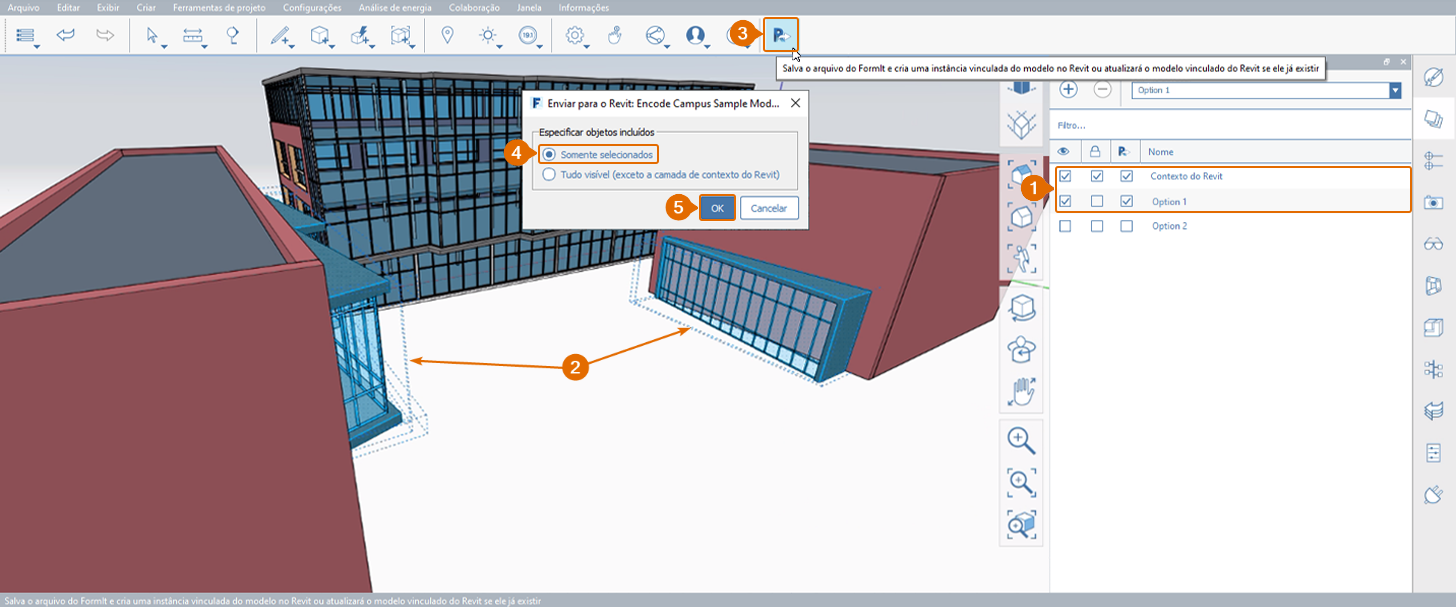 Arquivo Editar Exibir Criar Ferramentas de projeto Configurações Análise de energia Colaboração Janela Informações
193
3
Salva o arquivo do FormIt e cria uma instância vinculada do modelo no Revit ou atualizará o modelo vinculado do Revit se ele já existir
Option 1
Enviar para o Revit: Encode Campus Sample Mod...
Filtro...
Especificar objetos incluídos
4
Somente selecionados
Nome
Tudo visível (exceto a camada de contexto do Revit)
1
Contexto do Revit
Option 1
5
OK
Cancelar
Option 2
2
Salva o arquivo do FormIt e cria uma instância vinculada do modelo no Revit ou atualizará o modelo vinculado do Revit se ele já existir